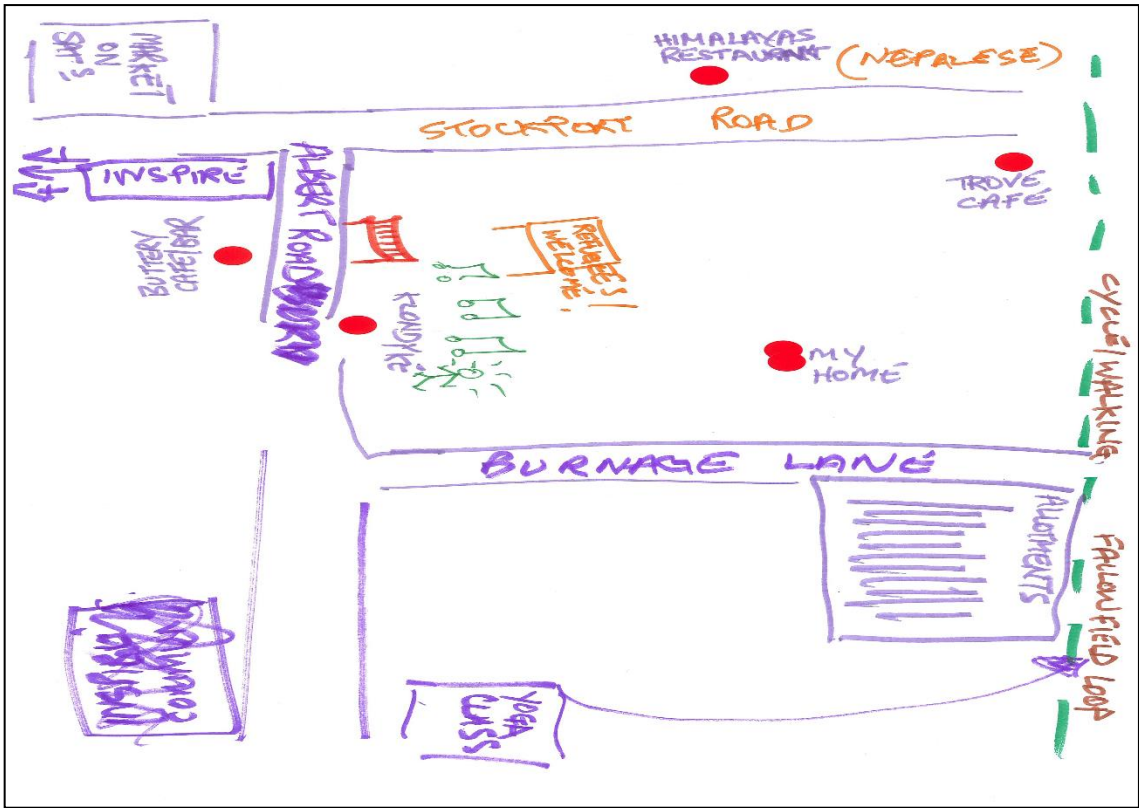 MARKET
ON
SAT'S
HIMALAYAS
RESTAURANT
(NEPALESE)
STOCKPORT ROAD
INSPIRE
ALBERT ROAD
TROVE
CAFÉ
BUTTERY
CAFE/BAR
REFUGEE'S!
WELCOME.
KLONDYKE
MY
HOME
CYCLE/WALKING,
BURNAGE LANE
ALLOTMENTS
FALLOWFIELD LOOP
YOGA
CLASS